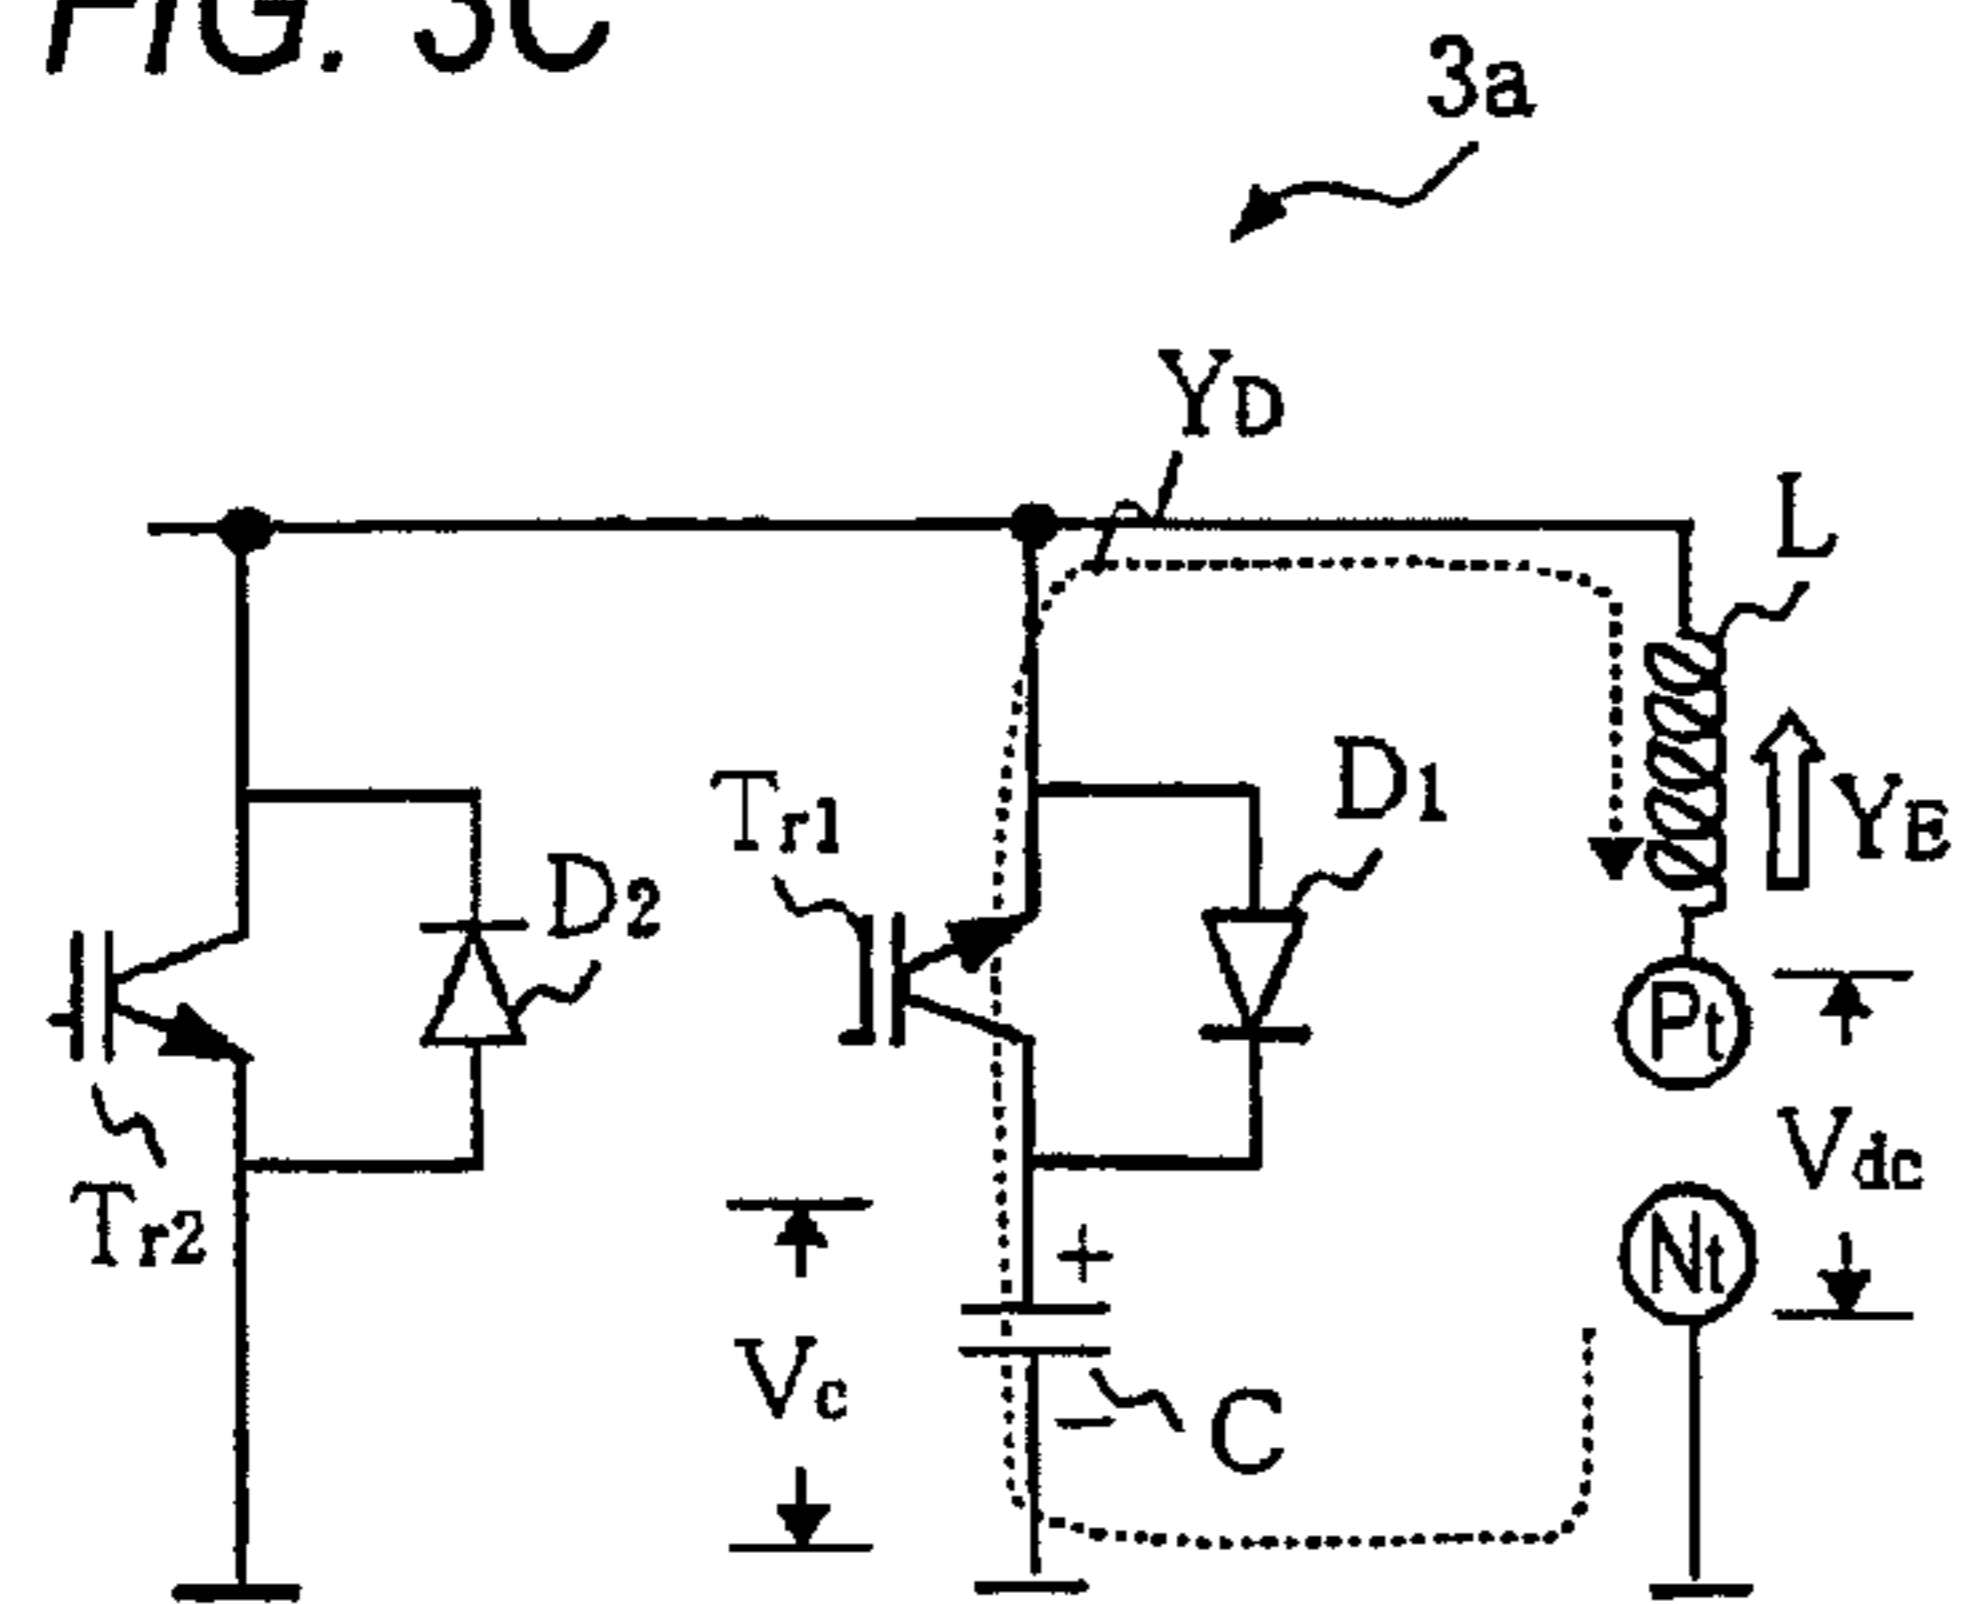 FIG. 3C
3a
YD
L
D1
Tr1
YE
D2
Pt
Vdc
Tr2
Nt
+
Vc
−
C